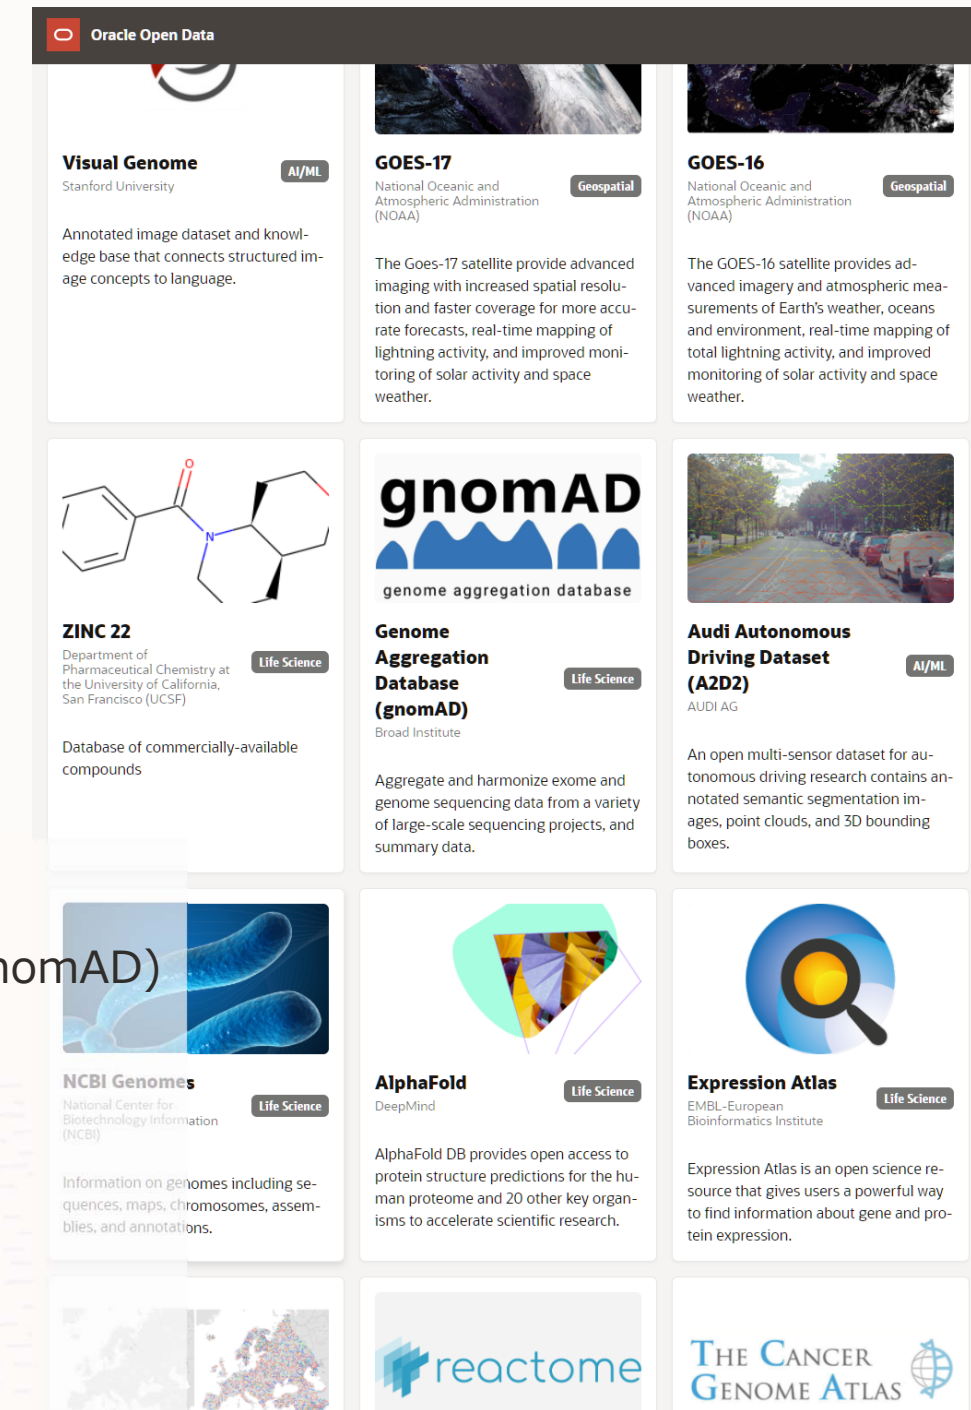 Oracle Open Data
Visual Genome
Stanford University
AI/ML
Annotated image dataset and knowl-
edge base that connects structured im-
age concepts to language.
GOES-17
National Oceanic and
Atmospheric Administration
(NOAA)
Geospatial
The Goes-17 satellite provide advanced
imaging with increased spatial resolu-
tion and faster coverage for more accu-
rate forecasts, real-time mapping of
lightning activity, and improved moni-
toring of solar activity and space
weather.
GOES-16
National Oceanic and
Atmospheric Administration
(NOAA)
Geospatial
The GOES-16 satellite provides ad-
vanced imagery and atmospheric mea-
surements of Earth's weather, oceans
and environment, real-time mapping of
total lightning activity, and improved
monitoring of solar activity and space
weather.
O
N
ZINC 22
Department of
Pharmaceutical Chemistry at
the University of California,
San Francisco (UCSF)
Life Science
Database of commercially-available
compounds
gnomAD
genome aggregation database
Genome
Aggregation
Database
(gnomAD)
Broad Institute
Life Science
Aggregate and harmonize exome and
genome sequencing data from a variety
of large-scale sequencing projects, and
summary data.
Audi Autonomous
Driving Dataset
(A2D2)
AUDI AG
AI/ML
An open multi-sensor dataset for au-
tonomous driving research contains an-
notated semantic segmentation im-
ages, point clouds, and 3D bounding
boxes.
nomAD)
NCBI Genomes
National Center for
Biotechnology Information
(NCBI)
Life Science
Information on genomes including se-
quences, maps, chromosomes, assem-
blies, and annotations.
AlphaFold
DeepMind
Life Science
AlphaFold DB provides open access to
protein structure predictions for the hu-
man proteome and 20 other key organ-
isms to accelerate scientific research.
Expression Atlas
EMBL-European
Bioinformatics Institute
Life Science
Expression Atlas is an open science re-
source that gives users a powerful way
to find information about gene and pro-
tein expression.
reactome
THE CANCER
GENOME ATLAS